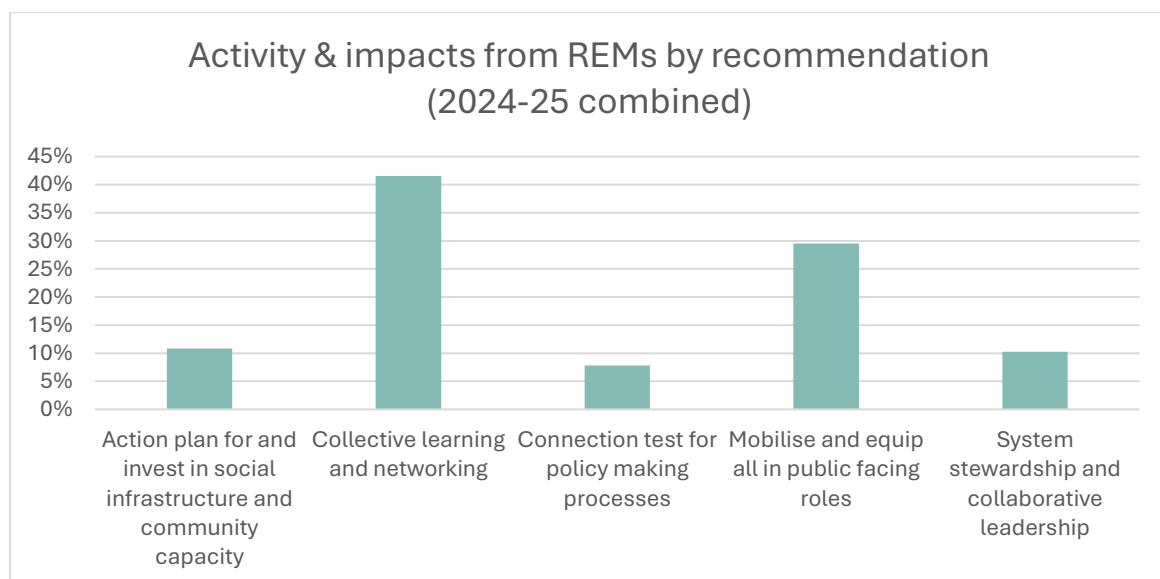 Activity & impacts from REMs by recommendation
(2024-25 combined)
45%
40%
35%
30%
25%
20%
15%
10%
5%
0%
Action plan for and
invest in social
infrastructure and
community
capacity
Collective learning
and networking
Connection test for
policy making
processes
Mobilise and equip
all in public facing
roles
System
stewardship and
collaborative
leadership